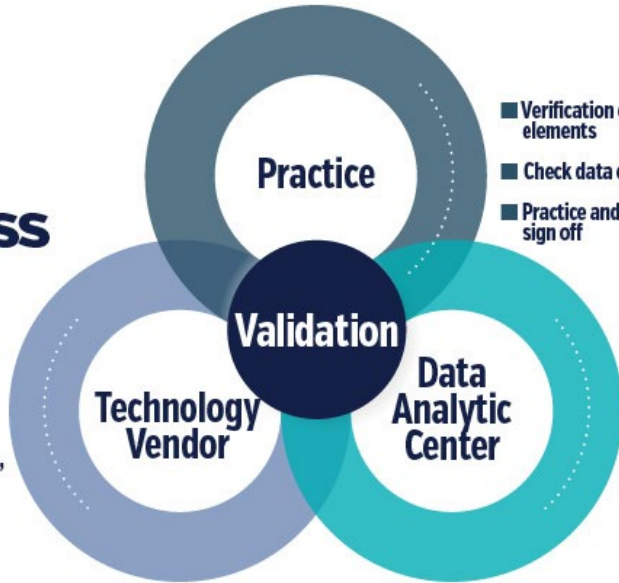 Practice
Verification
elements
Check data
Practice and
sign off
ss
Validation
Technology
Vendor
Data
Analytic
Center
,